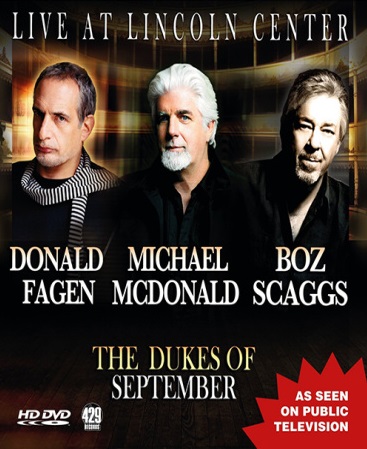 LIVE AT LINCOLN CENTER
DONALD FAGEN
MICHAEL MCDONALD
BOZ SCAGGS
THE DUKES OF
SEPTEMBER
HD DVD
429
RECORDS
AS SEEN
ON PUBLIC
TELEVISION